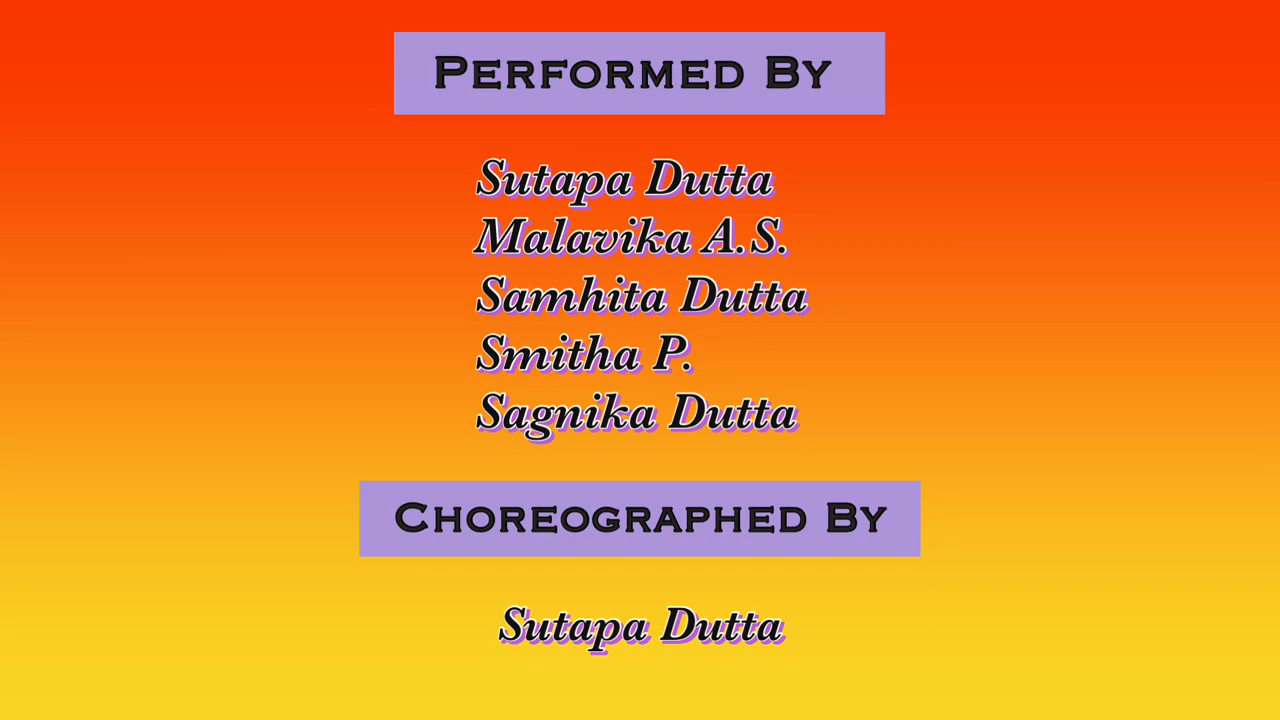 Performed By
Sutapa Dutta
Malavika A.S.
Samhita Dutta
Smitha P.
Sagnika Dutta
Choreographed By
Sutapa Dutta